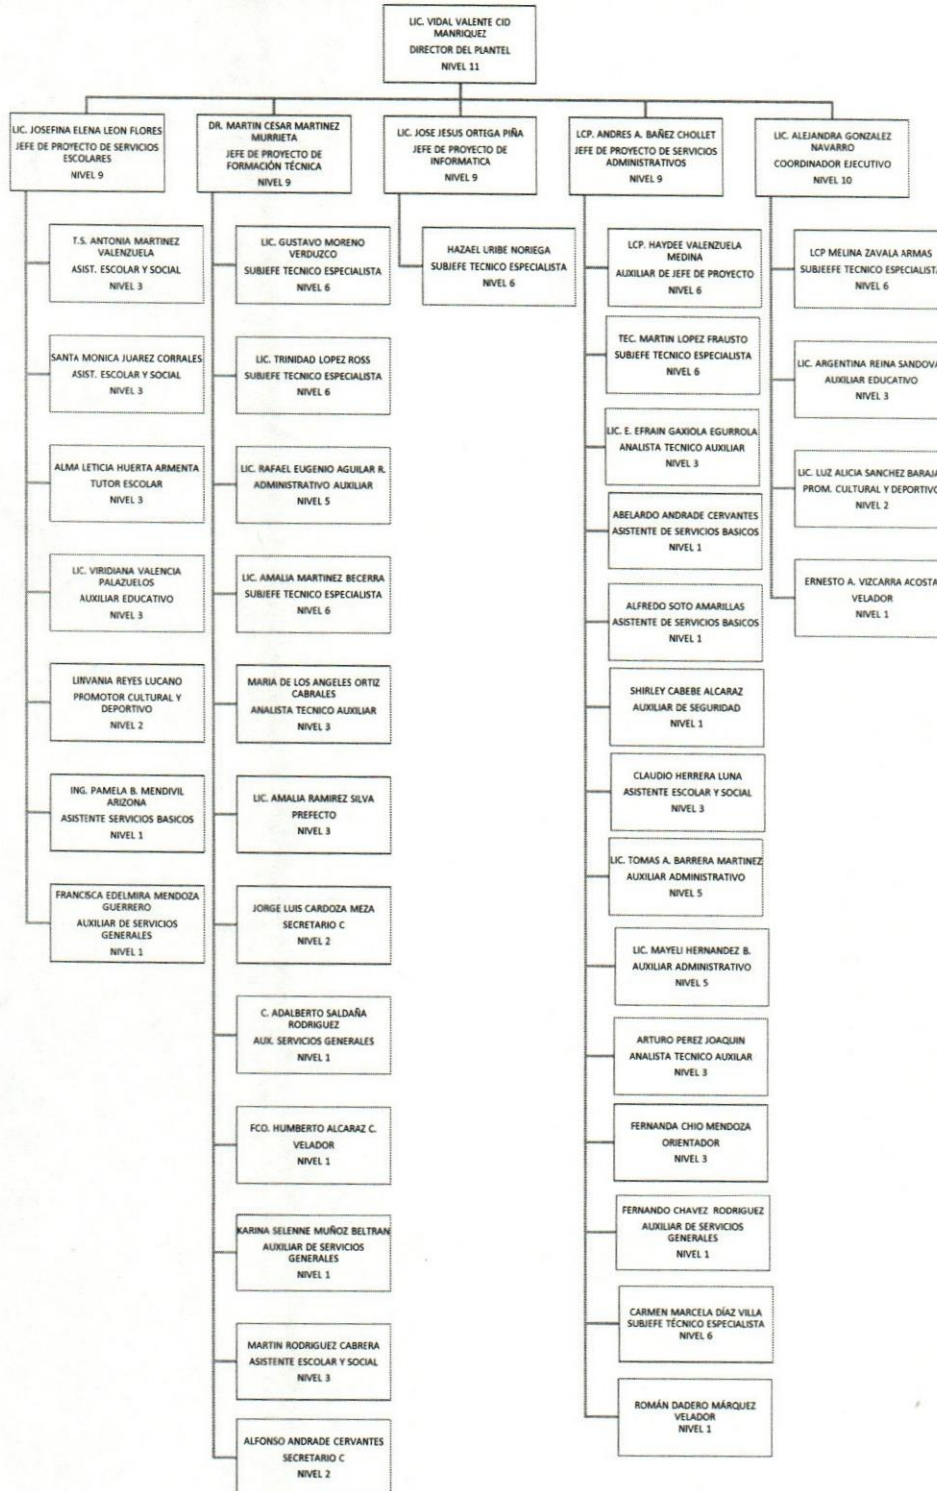 LIC. VIDAL VALENTE CID
MANRIQUEZ
DIRECTOR DEL PLANTEL
NIVEL 11
LIC. JOSEFINA ELENA LEON FLORES
JEFE DE PROYECTO DE SERVICIOS
ESCOLARES
NIVEL 9
DR. MARTIN CESAR MARTINEZ
MURRIETA
JEFE DE PROYECTO DE
FORMACIÓN TÉCNICA
NIVEL 9
LIC. JOSE JESUS ORTEGA PIÑA
JEFE DE PROYECTO DE
INFORMATICA
NIVEL 9
LCP. ANDRES A. BAÑEZ CHOLLET
JEFE DE PROYECTO DE SERVICIOS
ADMINISTRATIVOS
NIVEL 9
LIC. ALEJANDRA GONZALEZ
NAVARRO
COORDINADOR EJECUTIVO
NIVEL 10
T.S. ANTONIA MARTINEZ
VALENZUELA
ASIST. ESCOLAR Y SOCIAL
NIVEL 3
SANTA MONICA JUAREZ CORRALES
ASIST. ESCOLAR Y SOCIAL
NIVEL 3
ALMA LETICIA HUERTA ARMENTA
TUTOR ESCOLAR
NIVEL 3
LIC. VIRIDIANA VALENCIA
PALAZUELOS
AUXILIAR EDUCATIVO
NIVEL 3
LINVANIA REYES LUCANO
PROMOTOR CULTURAL Y
DEPORTIVO
NIVEL 2
ING. PAMELA B. MENDIVIL
ARIZONA
ASISTENTE SERVICIOS BASICOS
NIVEL 1
FRANCISCA EDELMIRA MENDOZA
GUERRERO
AUXILIAR DE SERVICIOS
GENERALES
NIVEL 1
LIC. GUSTAVO MORENO
VERDUZCO
SUBJEFE TECNICO ESPECIALISTA
NIVEL 6
LIC. TRINIDAD LOPEZ ROSS
SUBJEFE TECNICO ESPECIALISTA
NIVEL 6
LIC. RAFAEL EUGENIO AGUILAR R.
ADMINISTRATIVO AUXILIAR
NIVEL 5
LIC. AMALIA MARTINEZ BECERRA
SUBJEFE TECNICO ESPECIALISTA
NIVEL 6
MARIA DE LOS ANGELES ORTIZ
CABRALES
ANALISTA TECNICO AUXILIAR
NIVEL 3
LIC. AMALIA RAMIREZ SILVA
PREFECTO
NIVEL 3
JORGE LUIS CARDOZA MEZA
SECRETARIO C
NIVEL 2
C. ADALBERTO SALDAÑA
RODRIGUEZ
AUX. SERVICIOS GENERALES
NIVEL 1
FCO. HUMBERTO ALCARAZ C.
VELADOR
NIVEL 1
KARINA SELENNE MUÑOZ BELTRAN
AUXILIAR DE SERVICIOS
GENERALES
NIVEL 1
MARTIN RODRIGUEZ CABRERA
ASISTENTE ESCOLAR Y SOCIAL
NIVEL 3
ALFONSO ANDRADE CERVANTES
SECRETARIO C
NIVEL 2
HAZAEL URIBE NORIEGA
SUBJEFE TECNICO ESPECIALISTA
NIVEL 6
LCP. HAYDEE VALENZUELA
MEDINA
AUXILIAR DE JEFE DE PROYECTO
NIVEL 6
TEC. MARTIN LOPEZ FRAUSTO
SUBJEFE TECNICO ESPECIALISTA
NIVEL 6
LIC. E. EFRAIN GAXIOLA EGURROLA
ANALISTA TECNICO AUXILIAR
NIVEL 3
ABELARDO ANDRADE CERVANTES
ASISTENTE DE SERVICIOS BASICOS
NIVEL 1
ALFREDO SOTO AMARILLAS
ASISTENTE DE SERVICIOS BASICOS
NIVEL 1
SHIRLEY CABEBE ALCARAZ
AUXILIAR DE SEGURIDAD
NIVEL 1
CLAUDIO HERRERA LUNA
ASISTENTE ESCOLAR Y SOCIAL
NIVEL 3
LIC. TOMAS A. BARRERA MARTINEZ
AUXILIAR ADMINISTRATIVO
NIVEL 5
LIC. MAYELI HERNANDEZ B.
AUXILIAR ADMINISTRATIVO
NIVEL 5
ARTURO PEREZ JOAQUIN
ANALISTA TECNICO AUXILAR
NIVEL 3
FERNANDA CHIO MENDOZA
ORIENTADOR
NIVEL 3
FERNANDO CHAVEZ RODRIGUEZ
AUXILIAR DE SERVICIOS
GENERALES
NIVEL 1
CARMEN MARCELA DÍAZ VILLA
SUBJEFE TÉCNICO ESPECIALISTA
NIVEL 6
ROMÁN DADERO MÁRQUEZ
VELADOR
NIVEL 1
LCP MELINA ZAVALA ARMAS
SUBJEEFE TECNICO ESPECIALISTA
NIVEL 6
LIC. ARGENTINA REINA SANDOVA
AUXILIAR EDUCATIVO
NIVEL 3
LIC. LUZ ALICIA SANCHEZ BARAJA
PROM. CULTURAL Y DEPORTIVO
NIVEL 2
ERNESTO A. VIZCARRA ACOSTA
VELADOR
NIVEL 1